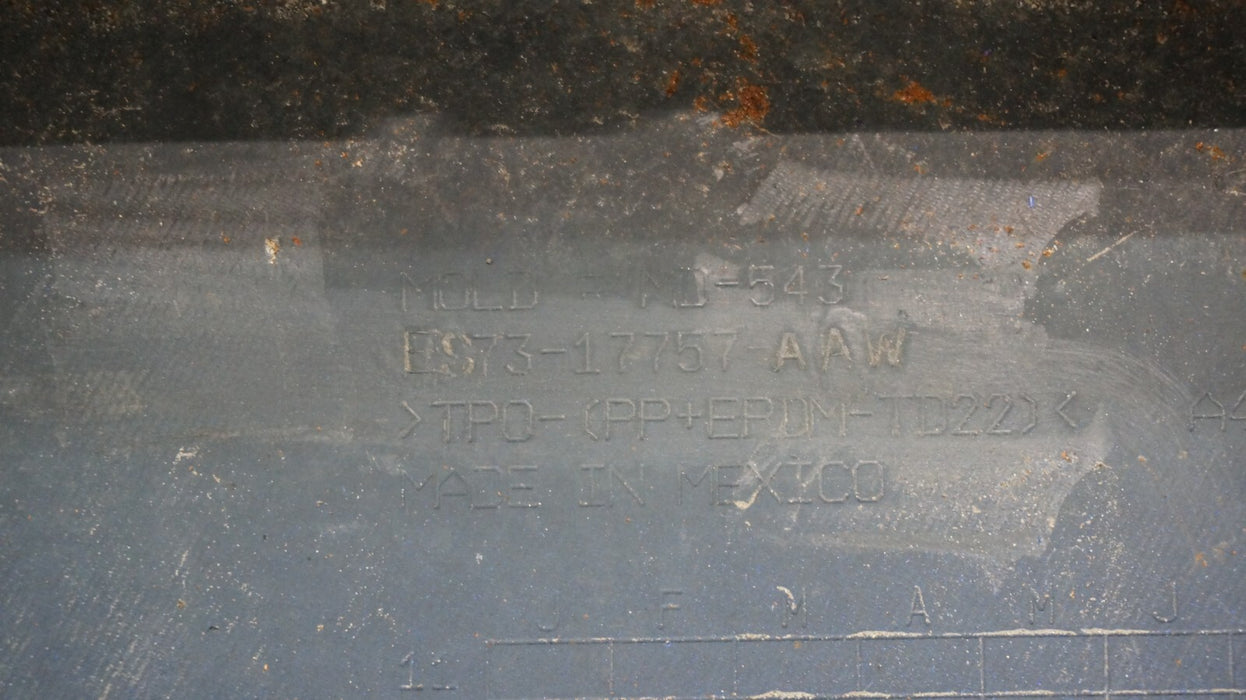 MOLD - MD-543
ES73-17757-AAW
>TPO-(PP+EPDM-TD22)<
MADE IN MEXICO
J F M A M J